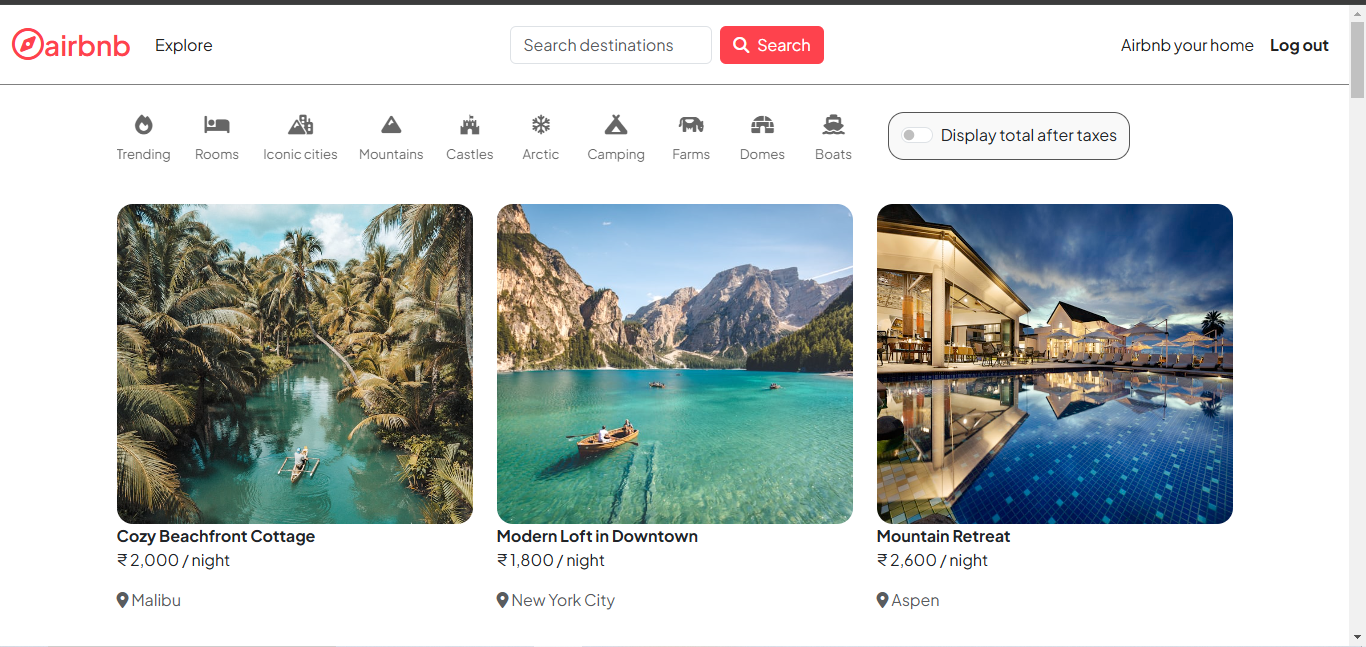 airbnb Explore Search destinations Search Airbnb your home Log out
Trending Rooms Iconic cities Mountains Castles Arctic Camping Farms Domes Boats Display total after taxes
Cozy Beachfront Cottage
₹ 2,000 / night
Malibu
Modern Loft in Downtown
₹ 1,800 / night
New York City
Mountain Retreat
₹ 2,600 / night
Aspen